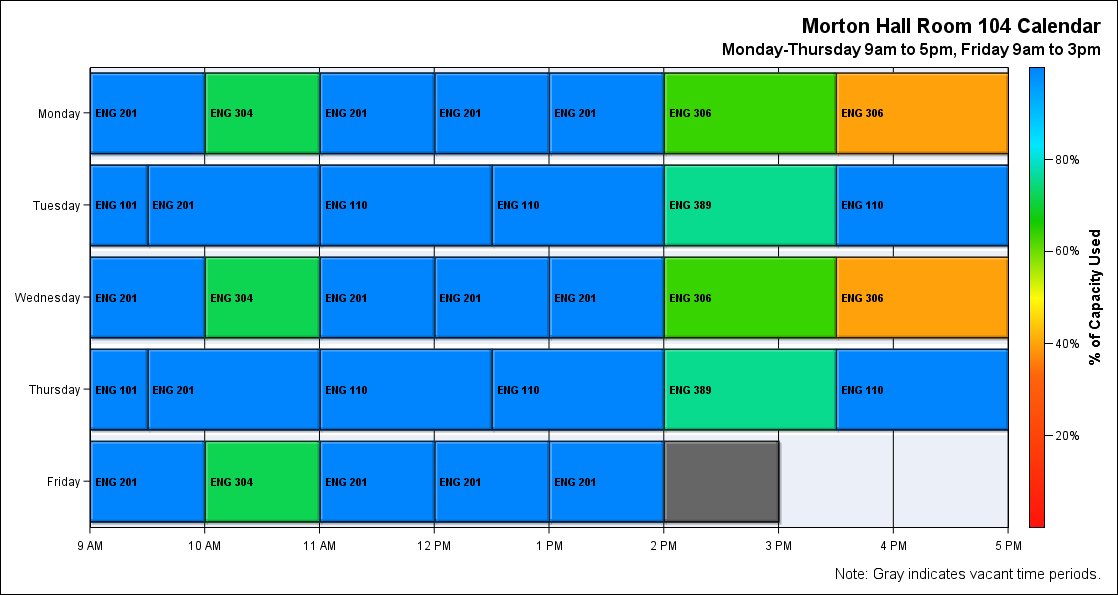 Morton Hall Room 104 Calendar
Monday-Thursday 9am to 5pm, Friday 9am to 3pm
Monday ENG 201 ENG 304 ENG 201 ENG 201 ENG 201 ENG 306 ENG 306
Tuesday ENG 101 ENG 201 ENG 110 ENG 110 ENG 389 ENG 110
Wednesday ENG 201 ENG 304 ENG 201 ENG 201 ENG 201 ENG 306 ENG 306
Thursday ENG 101 ENG 201 ENG 110 ENG 110 ENG 389 ENG 110
Friday ENG 201 ENG 304 ENG 201 ENG 201 ENG 201
9 AM 10 AM 11 AM 12 PM 1 PM 2 PM 3 PM 4 PM 5 PM
80%
60%
40%
20%
% of Capacity Used
Note: Gray indicates vacant time periods.